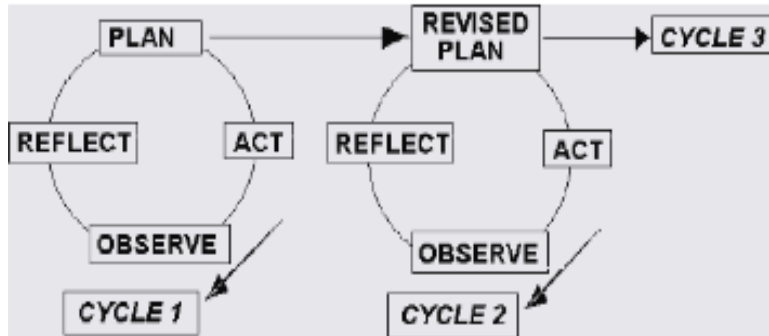 PLAN
REVISED
PLAN
CYCLE 3
REFLECT
ACT
REFLECT
ACT
OBSERVE
OBSERVE
CYCLE 1
CYCLE 2